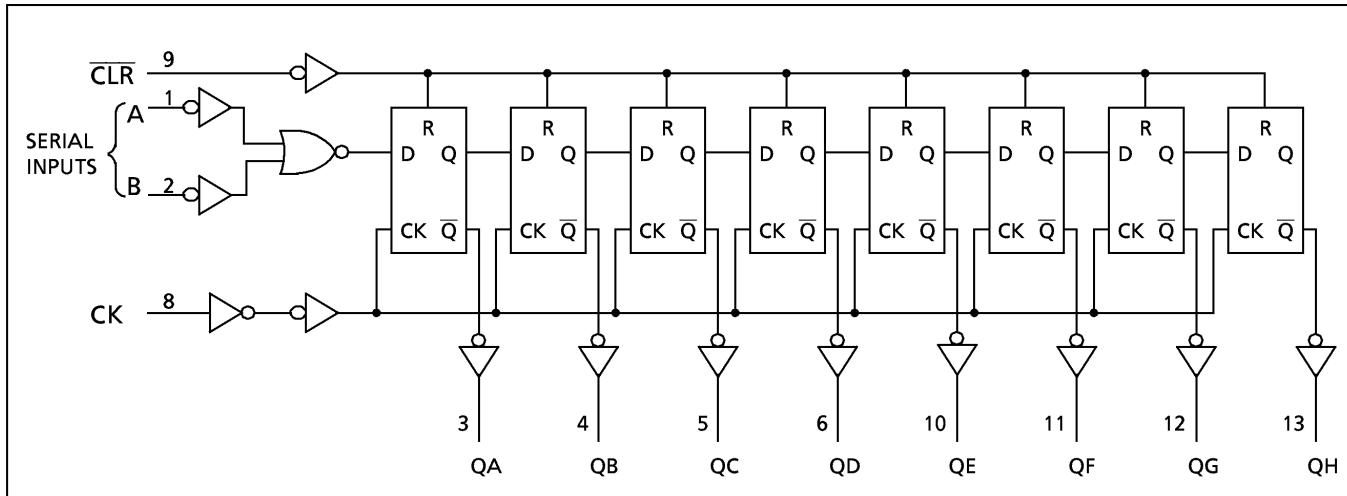 C̅L̅R̅ 9
SERIAL INPUTS
A 1
B 2
R R R R R R R R
D Q D Q D Q D Q D Q D Q D Q D Q
CK Q̅ CK Q̅ CK Q̅ CK Q̅ CK Q̅ CK Q̅ CK Q̅ CK Q̅
CK 8
3 4 5 6 10 11 12 13
QA QB QC QD QE QF QG QH